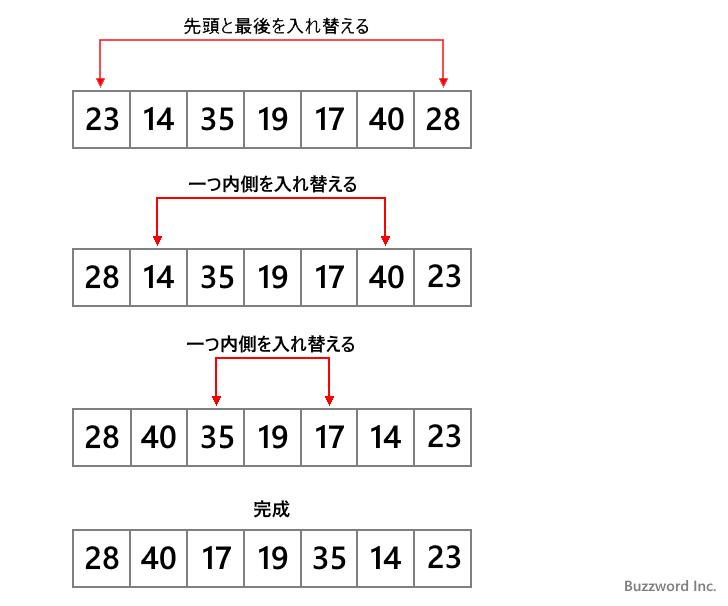 先頭と最後を入れ替える
23 14 35 19 17 40 28
一つ内側を入れ替える
28 14 35 19 17 40 23
一つ内側を入れ替える
28 40 35 19 17 14 23
完成
28 40 17 19 35 14 23
Buzzword Inc.